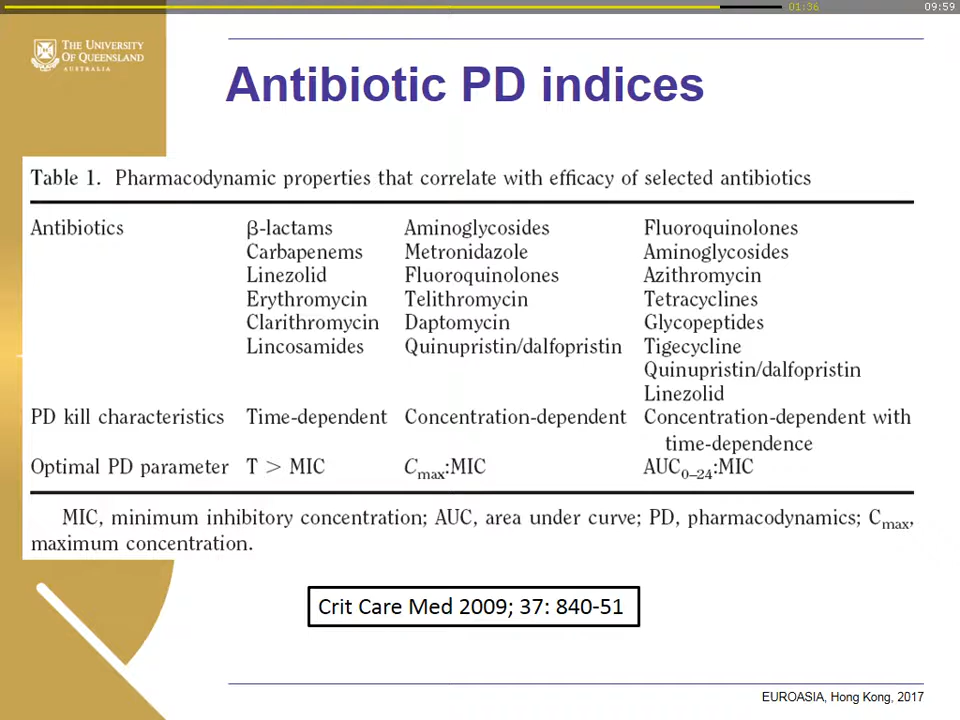 01:36
09:59
THE UNIVERSITY
OF QUEENSLAND
AUSTRALIA
Antibiotic PD indices
Table 1. Pharmacodynamic properties that correlate with efficacy of selected antibiotics
Antibiotics β-lactams Aminoglycosides Fluoroquinolones
Carbapenems Metronidazole Aminoglycosides
Linezolid Fluoroquinolones Azithromycin
Erythromycin Telithromycin Tetracyclines
Clarithromycin Daptomycin Glycopeptides
Lincosamides Quinupristin/dalfopristin Tigecycline
Quinupristin/dalfopristin
Linezolid
PD kill characteristics Time-dependent Concentration-dependent Concentration-dependent with
time-dependence
Optimal PD parameter T > MIC Cmax:MIC AUC0–24:MIC
MIC, minimum inhibitory concentration; AUC, area under curve; PD, pharmacodynamics; Cmax,
maximum concentration.
Crit Care Med 2009; 37: 840-51
EUROASIA, Hong Kong, 2017